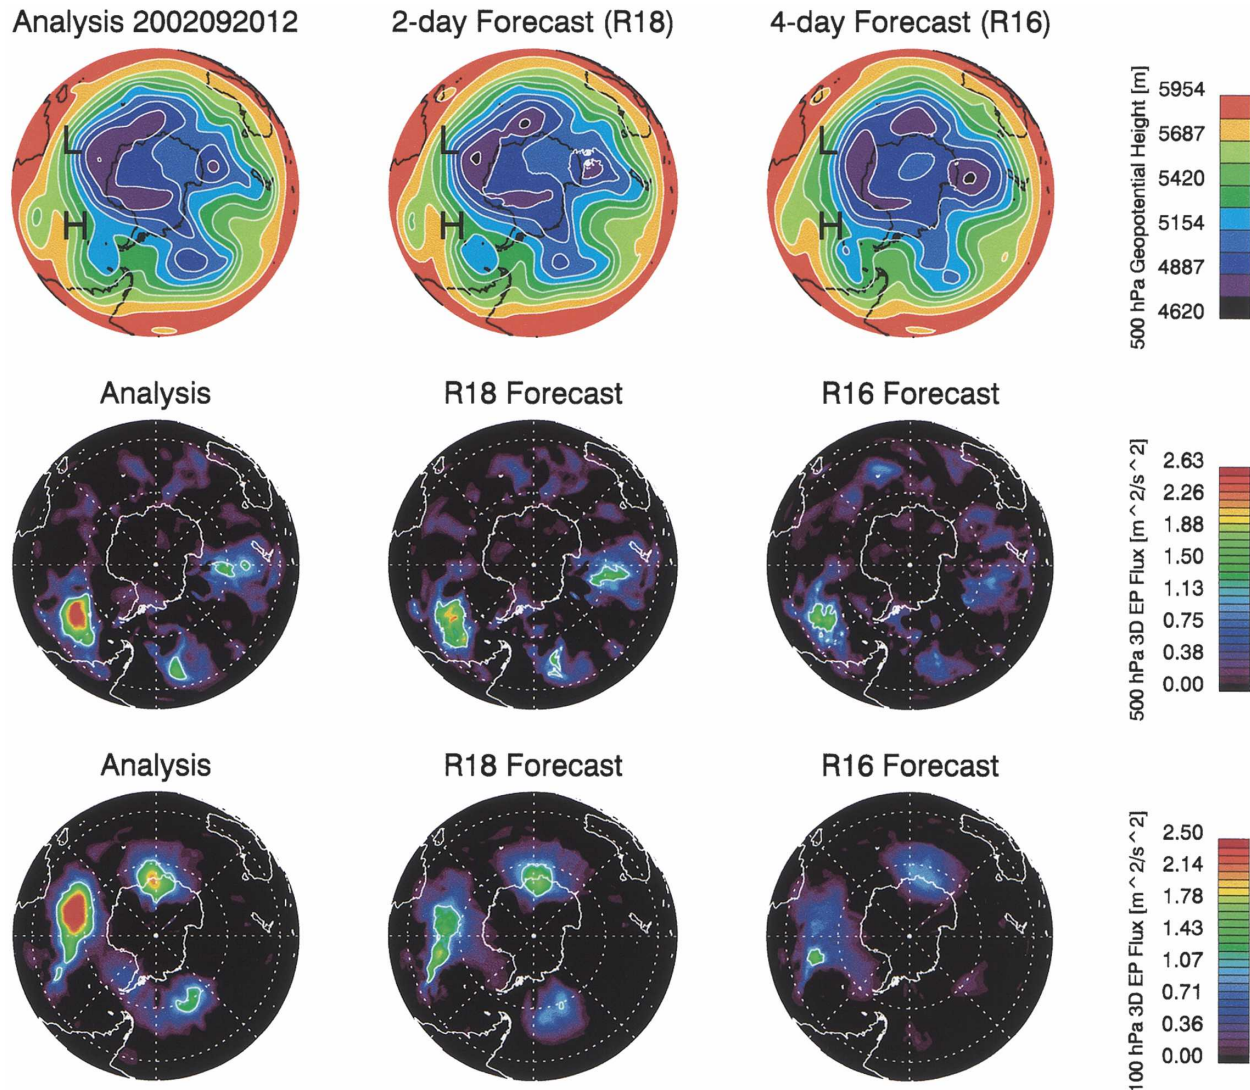 Analysis 2002092012
2-day Forecast (R18)
4-day Forecast (R16)
L
H
L
H
L
H
500 hPa Geopotential Height [m]
5954
5687
5420
5154
4887
4620
Analysis
R18 Forecast
R16 Forecast
500 hPa 3D EP Flux [m^2/s^2]
2.63
2.26
1.88
1.50
1.13
0.75
0.38
0.00
Analysis
R18 Forecast
R16 Forecast
100 hPa 3D EP Flux [m^2/s^2]
2.50
2.14
1.78
1.43
1.07
0.71
0.36
0.00